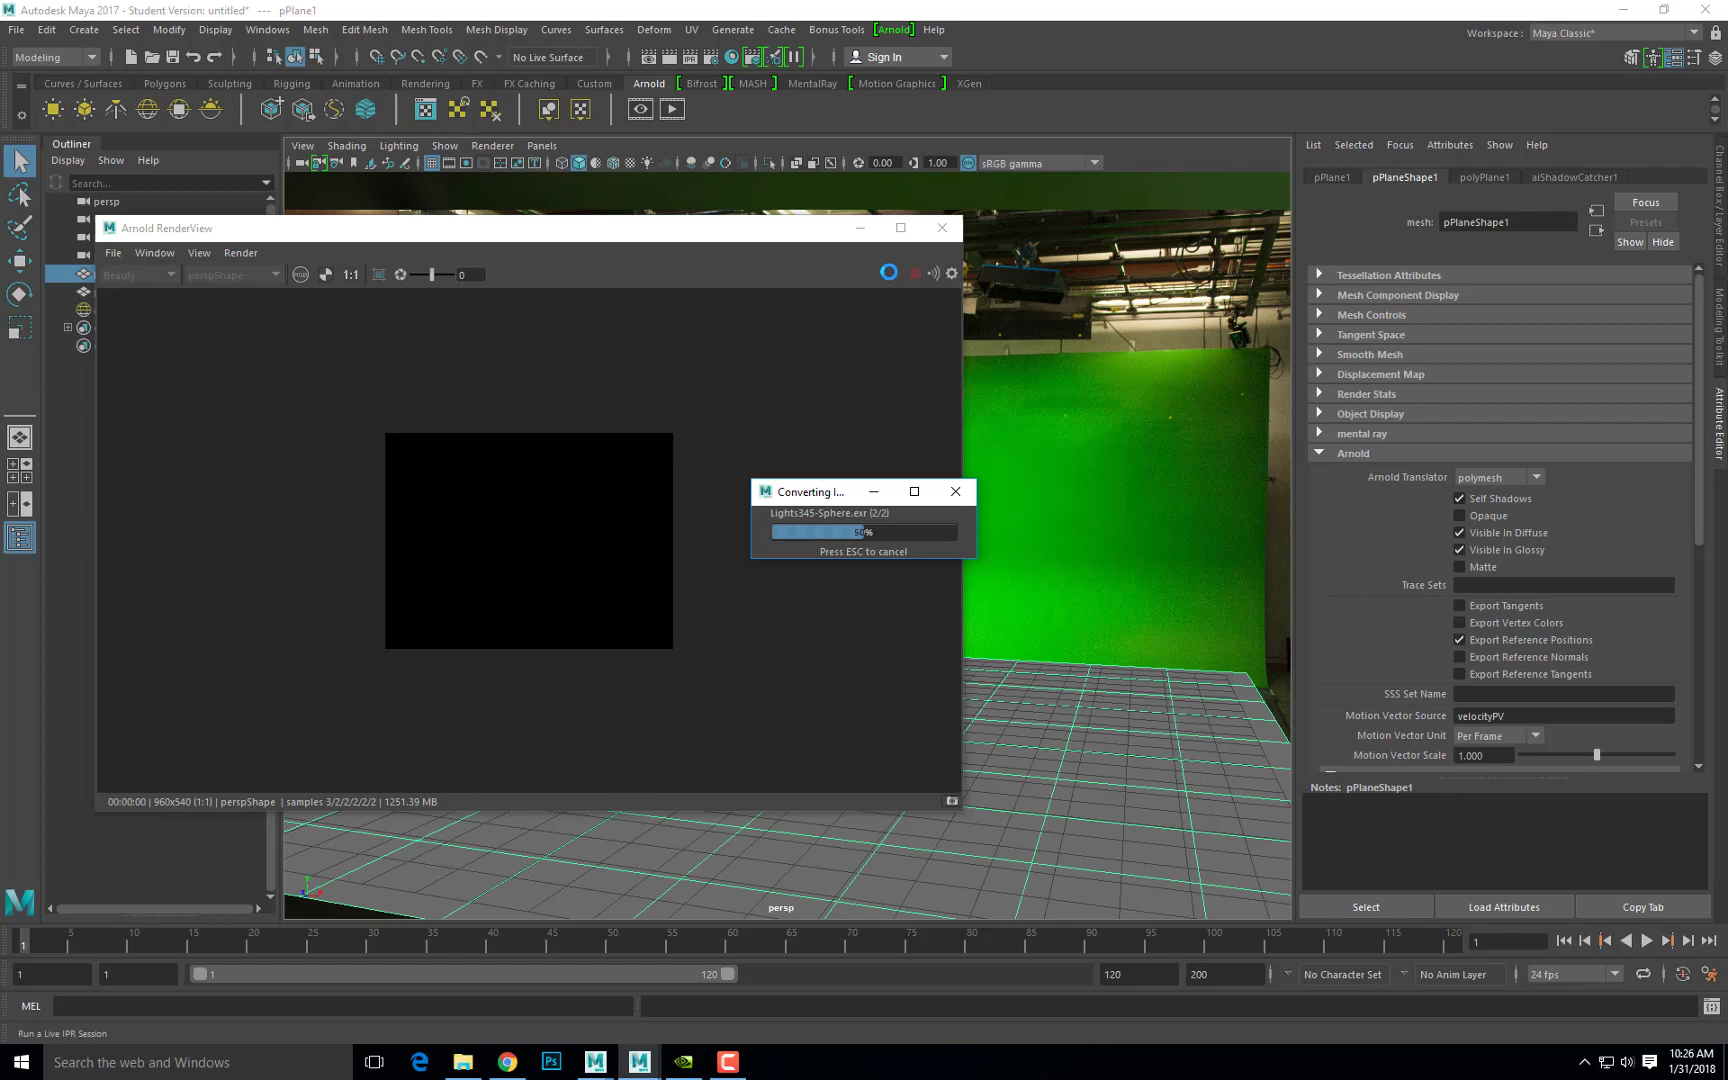 Autodesk Maya 2017 - Student Version: untitled* --- pPlane1
File Edit Create Select Modify Display Windows Mesh Edit Mesh Mesh Tools Mesh Display Curves Surfaces Deform UV Generate Cache Bonus Tools [Arnold] Help
Workspace : Maya Classic*
Modeling
No Live Surface
Sign In
Curves / Surfaces Polygons Sculpting Rigging Animation Rendering FX FX Caching Custom Arnold Bifrost MASH MentalRay Motion Graphics XGen
Outliner
Display Show Help
Search...
persp
View Shading Lighting Show Renderer Panels
0.00
1.00
sRGB gamma
Arnold RenderView
File Window View Render
Beauty
perspShape
1:1
0
00:00:00 | 960x540 (1:1) | perspShape | samples 3/2/2/2/2/2 | 1251.39 MB
Converting I...
Lights345-Sphere.exr (2/2)
50%
Press ESC to cancel
persp
List Selected Focus Attributes Show Help
pPlane1 pPlaneShape1 polyPlane1 aiShadowCatcher1
mesh: pPlaneShape1
Focus
Presets
Show Hide
Tessellation Attributes
Mesh Component Display
Mesh Controls
Tangent Space
Smooth Mesh
Displacement Map
Render Stats
Object Display
mental ray
Arnold
Arnold Translator polymesh
Self Shadows
Opaque
Visible In Diffuse
Visible In Glossy
Matte
Trace Sets
Export Tangents
Export Vertex Colors
Export Reference Positions
Export Reference Normals
Export Reference Tangents
SSS Set Name
Motion Vector Source velocityPV
Motion Vector Unit Per Frame
Motion Vector Scale 1.000
Notes: pPlaneShape1
Select Load Attributes Copy Tab
Channel Box / Layer Editor
Modeling Toolkit
Attribute Editor
1 5 10 15 20 25 30 35 40 45 50 55 60 65 70 75 80 85 90 95 100 105 110 115 120
1
1 1 1 120 120 200 No Character Set No Anim Layer 24 fps
MEL
Run a Live IPR Session
Search the web and Windows
10:26 AM
1/31/2018